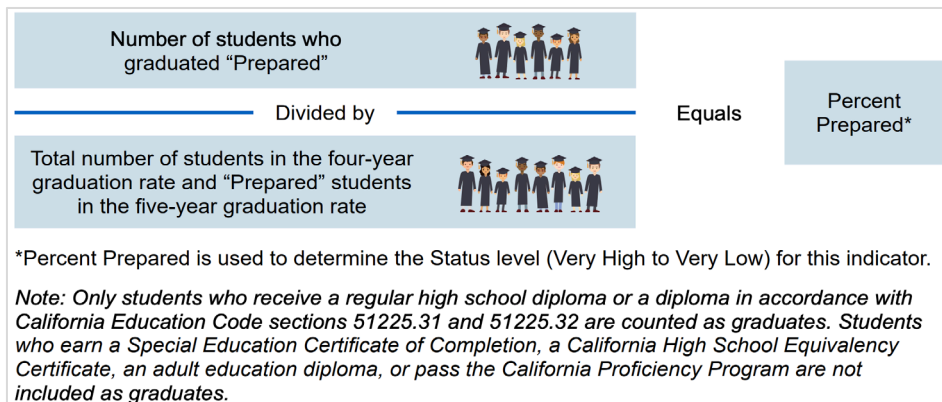 Number of students who
graduated “Prepared”
Divided by
Equals
Percent
Prepared*
Total number of students in the four-year
graduation rate and “Prepared” students
in the five-year graduation rate
*Percent Prepared is used to determine the Status level (Very High to Very Low) for this indicator.
Note: Only students who receive a regular high school diploma or a diploma in accordance with
California Education Code sections 51225.31 and 51225.32 are counted as graduates. Students
who earn a Special Education Certificate of Completion, a California High School Equivalency
Certificate, an adult education diploma, or pass the California Proficiency Program are not
included as graduates.